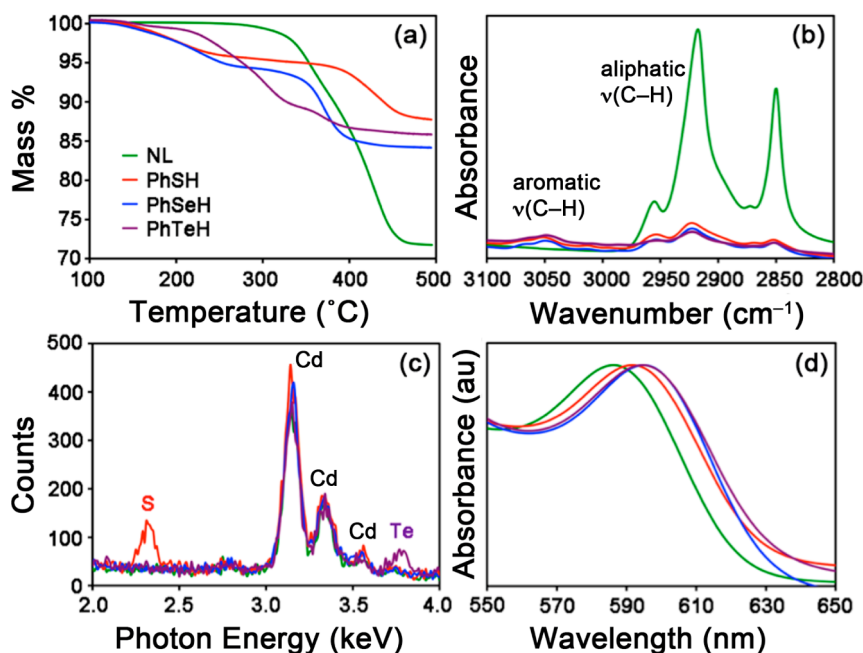 (a)
Mass %
100
95
90
85
80
75
70
NL
PhSH
PhSeH
PhTeH
100 200 300 400 500
Temperature (˚C)
(b)
Absorbance
aliphatic
ν(C–H)
aromatic
ν(C–H)
3100 3050 3000 2950 2900 2850 2800
Wavenumber (cm⁻¹)
(c)
Counts
500
400
300
200
100
0
S
Cd
Cd
Cd
Te
2.0 2.5 3.0 3.5 4.0
Photon Energy (keV)
(d)
Absorbance (au)
550 570 590 610 630 650
Wavelength (nm)